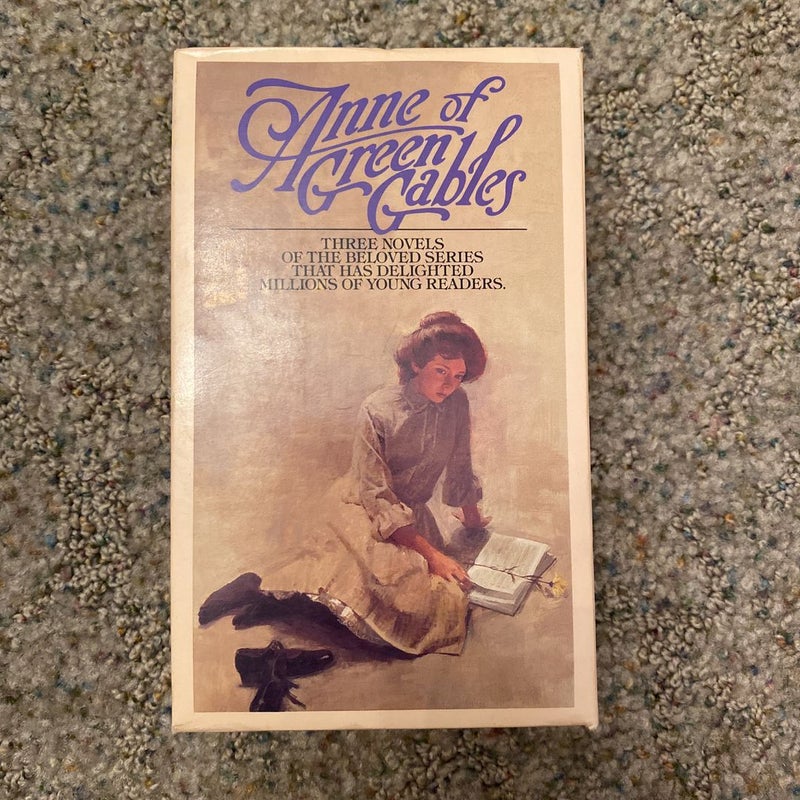 Anne of
Green
Gables
THREE NOVELS
OF THE BELOVED SERIES
THAT HAS DELIGHTED
MILLIONS OF YOUNG READERS.